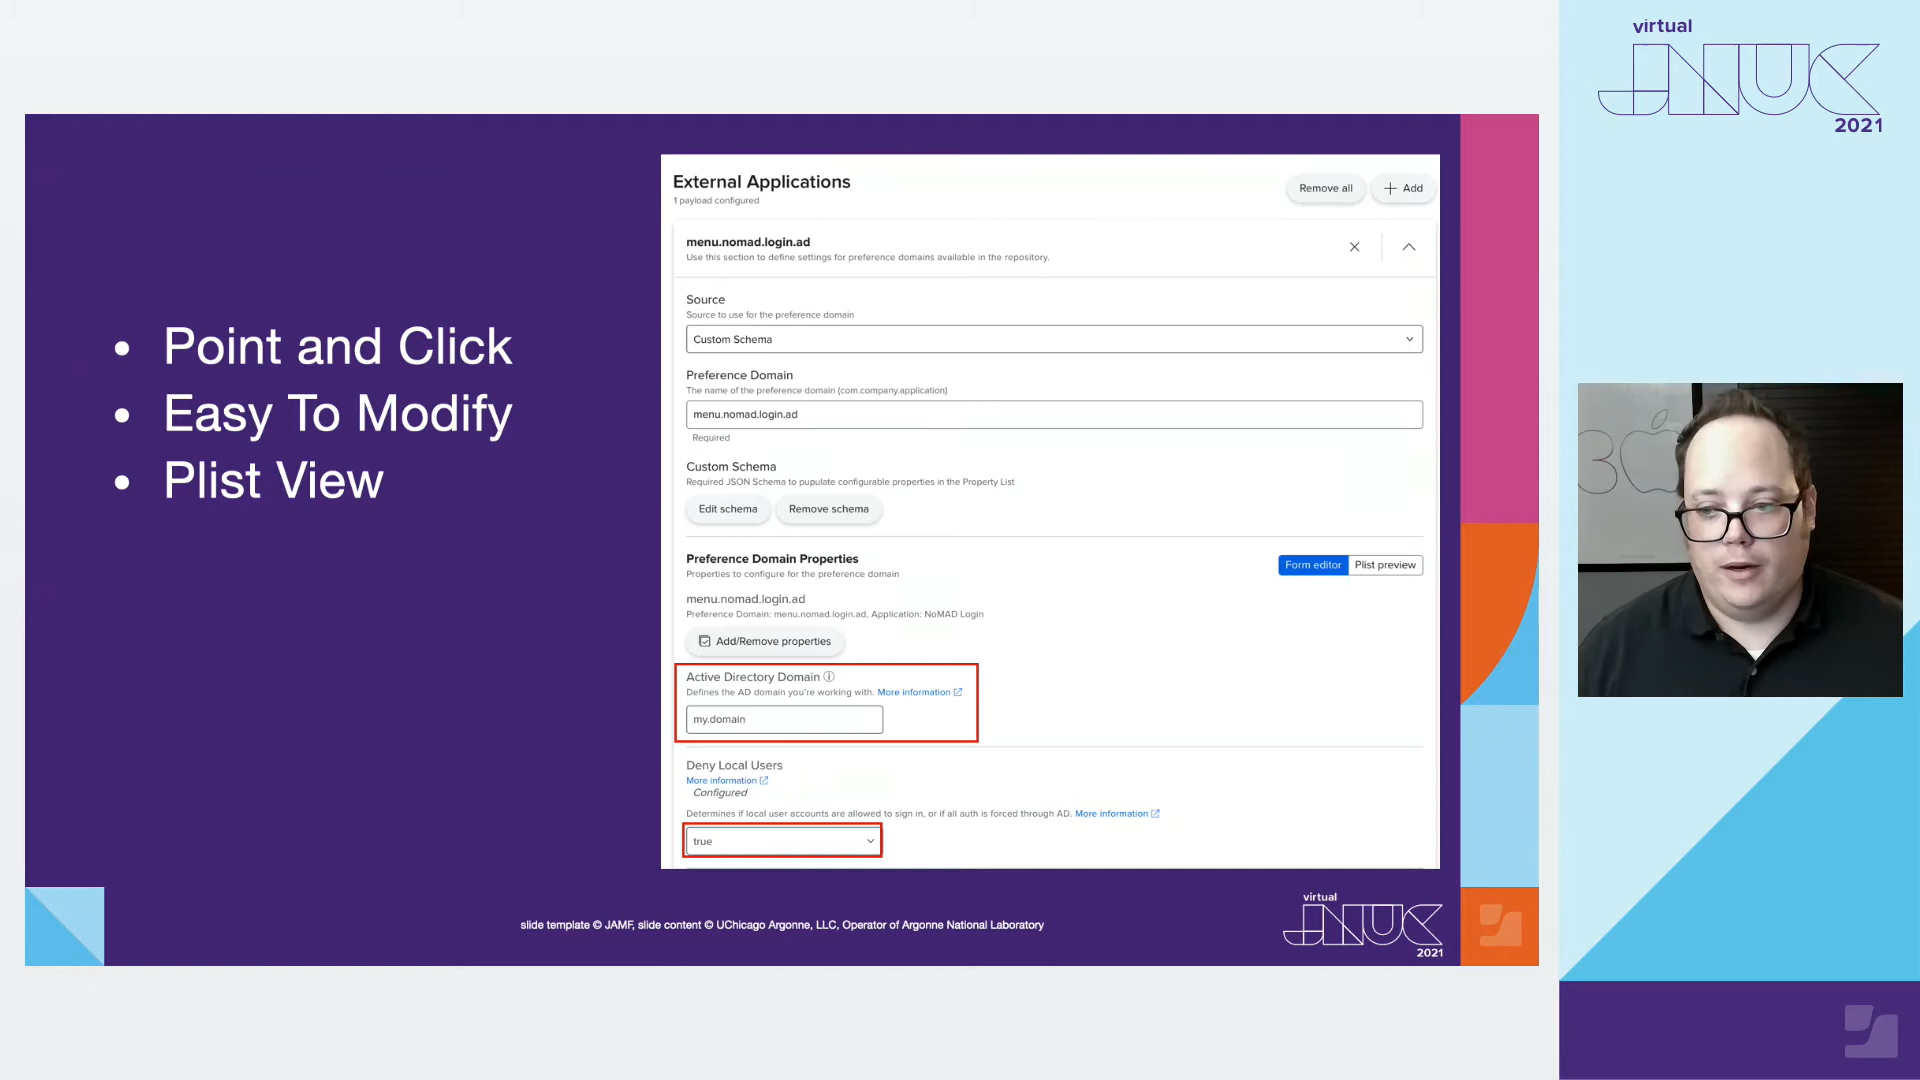 virtual
JNUC
2021
External Applications
1 payload configured
Remove all
+ Add
menu.nomad.login.ad
Use this section to define settings for preference domains available in the repository.
Source
Source to use for the preference domain
Custom Schema
Preference Domain
The name of the preference domain (com.company.application)
menu.nomad.login.ad
Required
Custom Schema
Required JSON Schema to pupulate configurable properties in the Property List
Edit schema
Remove schema
Preference Domain Properties
Properties to configure for the preference domain
Form editor
Plist preview
menu.nomad.login.ad
Preference Domain: menu.nomad.login.ad, Application: NoMAD Login
Add/Remove properties
Active Directory Domain
Defines the AD domain you're working with. More information
my.domain
Deny Local Users
More information
Configured
Determines if local user accounts are allowed to sign in, or if all auth is forced through AD. More information
true
• Point and Click
• Easy To Modify
• Plist View
slide template © JAMF, slide content © UChicago Argonne, LLC, Operator of Argonne National Laboratory
virtual
JNUC
2021